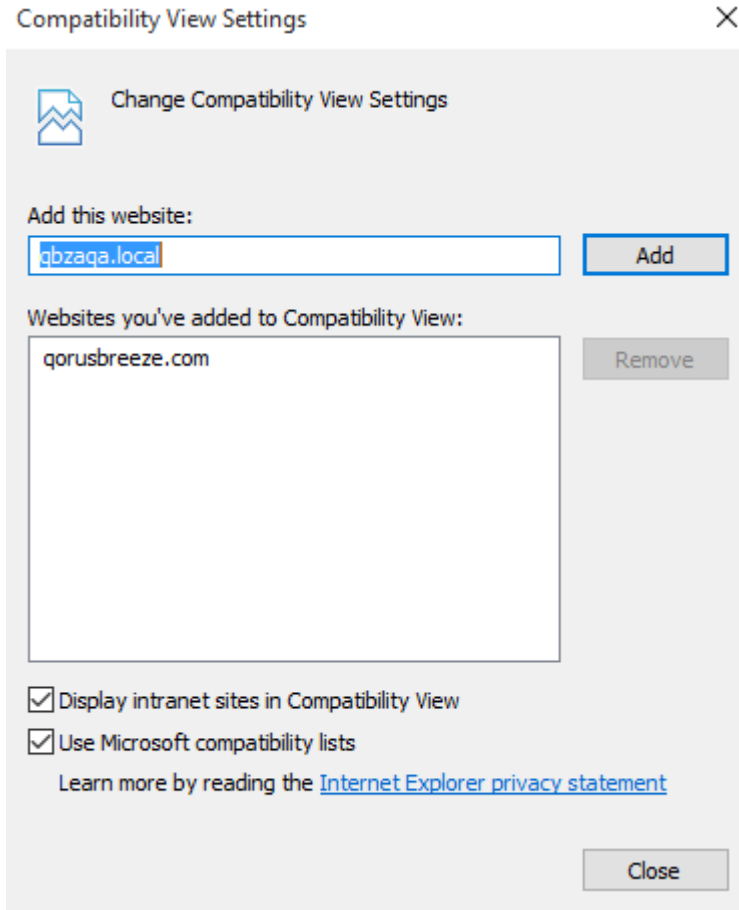 Compatibility View Settings
Change Compatibility View Settings
Add this website:
qbzaqa.local
Add
Websites you've added to Compatibility View:
qorusbreeze.com
Remove
Display intranet sites in Compatibility View
Use Microsoft compatibility lists
Learn more by reading the Internet Explorer privacy statement
Close